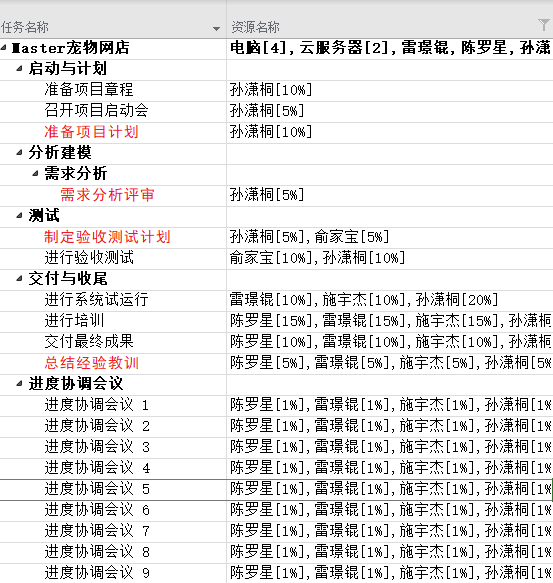 任务名称 资源名称
Master宠物网店 电脑[4],云服务器[2],雷璟锟,陈罗星,孙潇
启动与计划
准备项目章程 孙潇桐[10%]
召开项目启动会 孙潇桐[5%]
准备项目计划 孙潇桐[10%]
分析建模
需求分析
需求分析评审 孙潇桐[5%]
测试
制定验收测试计划 孙潇桐[5%],俞家宝[5%]
进行验收测试 俞家宝[10%],孙潇桐[10%]
交付与收尾
进行系统试运行 雷璟锟[10%],施宇杰[10%],孙潇桐[20%]
进行培训 陈罗星[15%],雷璟锟[15%],施宇杰[15%],孙潇桐
交付最终成果 陈罗星[10%],雷璟锟[10%],施宇杰[10%],孙潇桐
总结经验教训 陈罗星[5%],雷璟锟[5%],施宇杰[5%],孙潇桐[5%
进度协调会议
进度协调会议 1 陈罗星[1%],雷璟锟[1%],施宇杰[1%],孙潇桐[1%
进度协调会议 2 陈罗星[1%],雷璟锟[1%],施宇杰[1%],孙潇桐[1%
进度协调会议 3 陈罗星[1%],雷璟锟[1%],施宇杰[1%],孙潇桐[1%
进度协调会议 4 陈罗星[1%],雷璟锟[1%],施宇杰[1%],孙潇桐[1%
进度协调会议 5 陈罗星[1%],雷璟锟[1%],施宇杰[1%],孙潇桐[1%
进度协调会议 6 陈罗星[1%],雷璟锟[1%],施宇杰[1%],孙潇桐[1%
进度协调会议 7 陈罗星[1%],雷璟锟[1%],施宇杰[1%],孙潇桐[1%
进度协调会议 8 陈罗星[1%],雷璟锟[1%],施宇杰[1%],孙潇桐[1%
进度协调会议 9 陈罗星[1%],雷璟锟[1%],施宇杰[1%],孙潇桐[1%